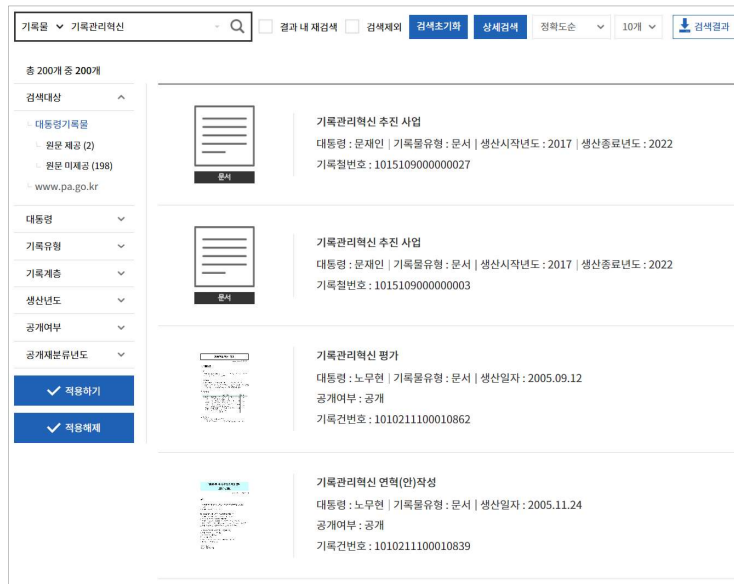 기록물 기록관리혁신 결과 내 재검색 검색제외 검색초기화 상세검색 정확도순 10개 검색결과
총 200개 중 200개
검색대상
대통령기록물
원문 제공 (2)
원문 미제공 (198)
www.pa.go.kr
대통령
기록유형
기록계층
생산년도
공개여부
공개재분류년도
적용하기
적용해제
문서
기록관리혁신 추진 사업
대통령 : 문재인 | 기록물유형 : 문서 | 생산시작년도 : 2017 | 생산종료년도 : 2022
기록철번호 : 1015109000000027
문서
기록관리혁신 추진 사업
대통령 : 문재인 | 기록물유형 : 문서 | 생산시작년도 : 2017 | 생산종료년도 : 2022
기록철번호 : 1015109000000003
기록관리혁신 평가
대통령 : 노무현 | 기록물유형 : 문서 | 생산일자 : 2005.09.12
공개여부 : 공개
기록건번호 : 1010211100010862
기록관리혁신 연혁(안)작성
대통령 : 노무현 | 기록물유형 : 문서 | 생산일자 : 2005.11.24
공개여부 : 공개
기록건번호 : 1010211100010839